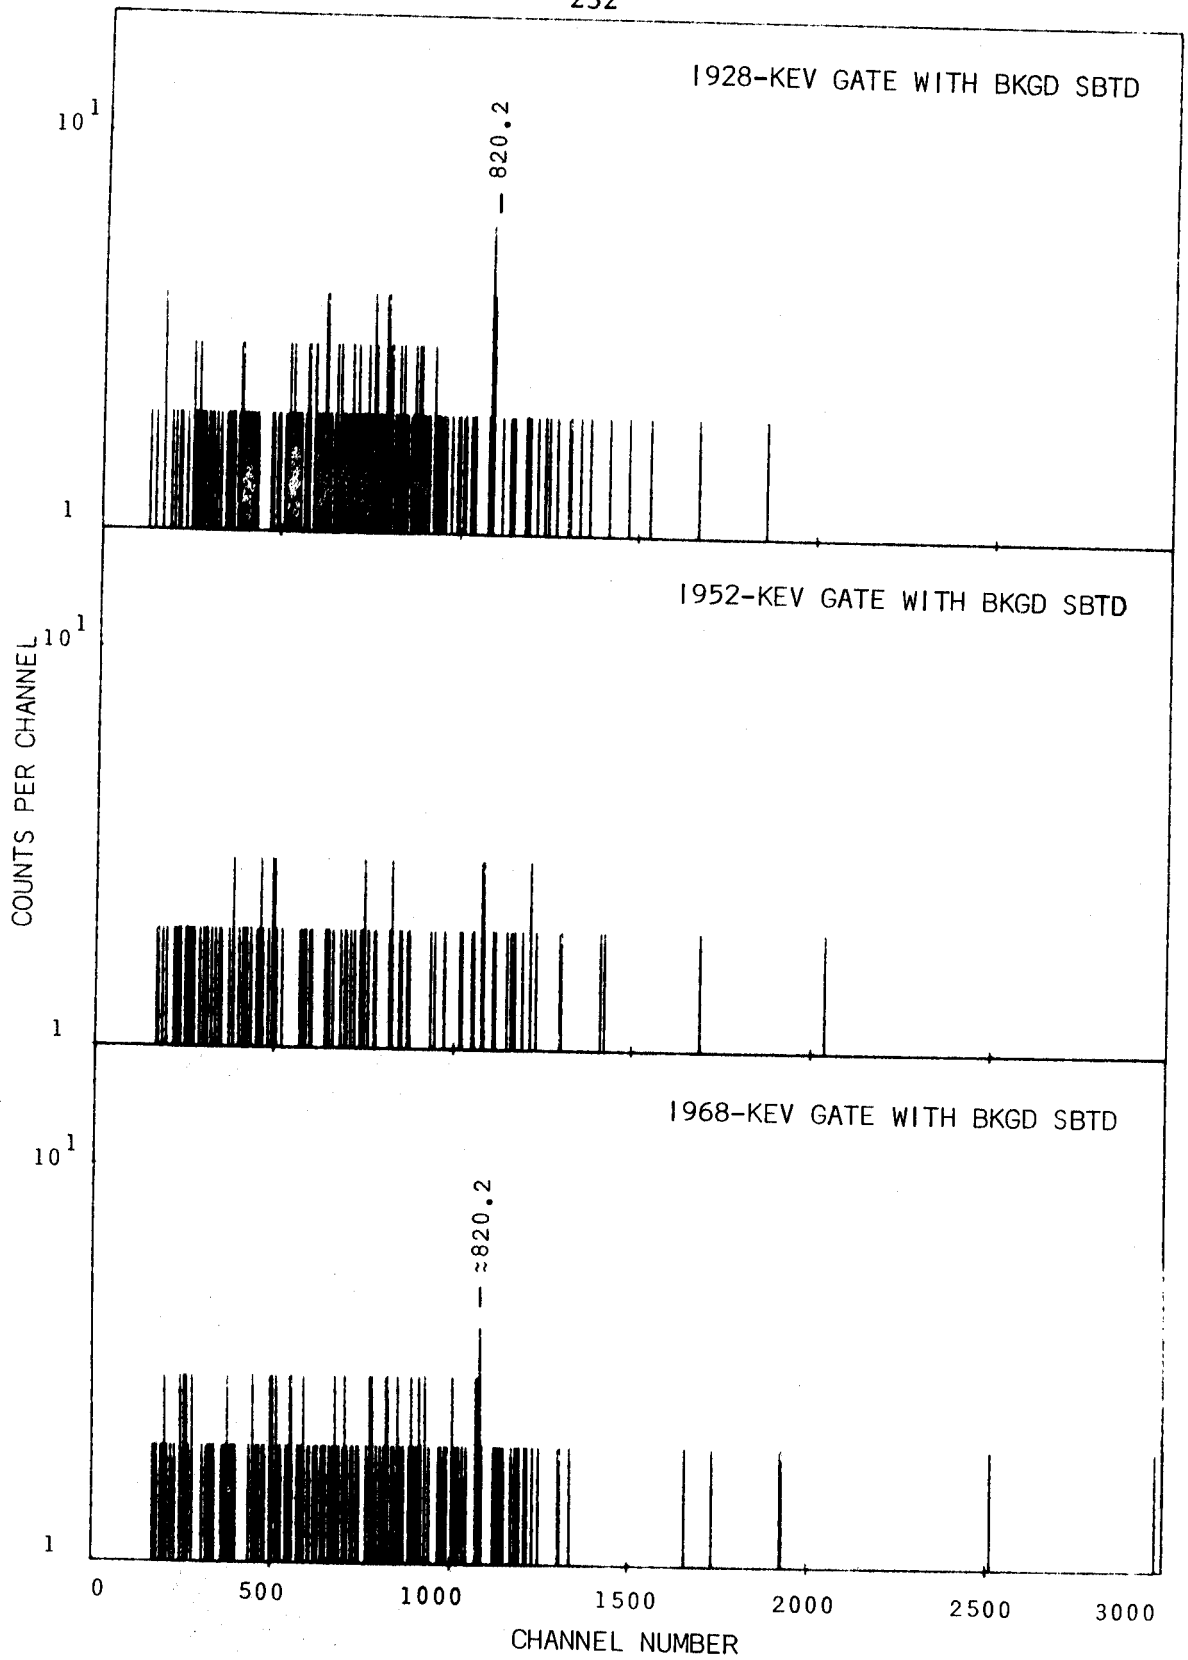 232
1928-KEV GATE WITH BKGD SBTD
10^1
820.2
1
1952-KEV GATE WITH BKGD SBTD
10^1
COUNTS PER CHANNEL
1
1968-KEV GATE WITH BKGD SBTD
10^1
≈820.2
1
0 500 1000 1500 2000 2500 3000
CHANNEL NUMBER